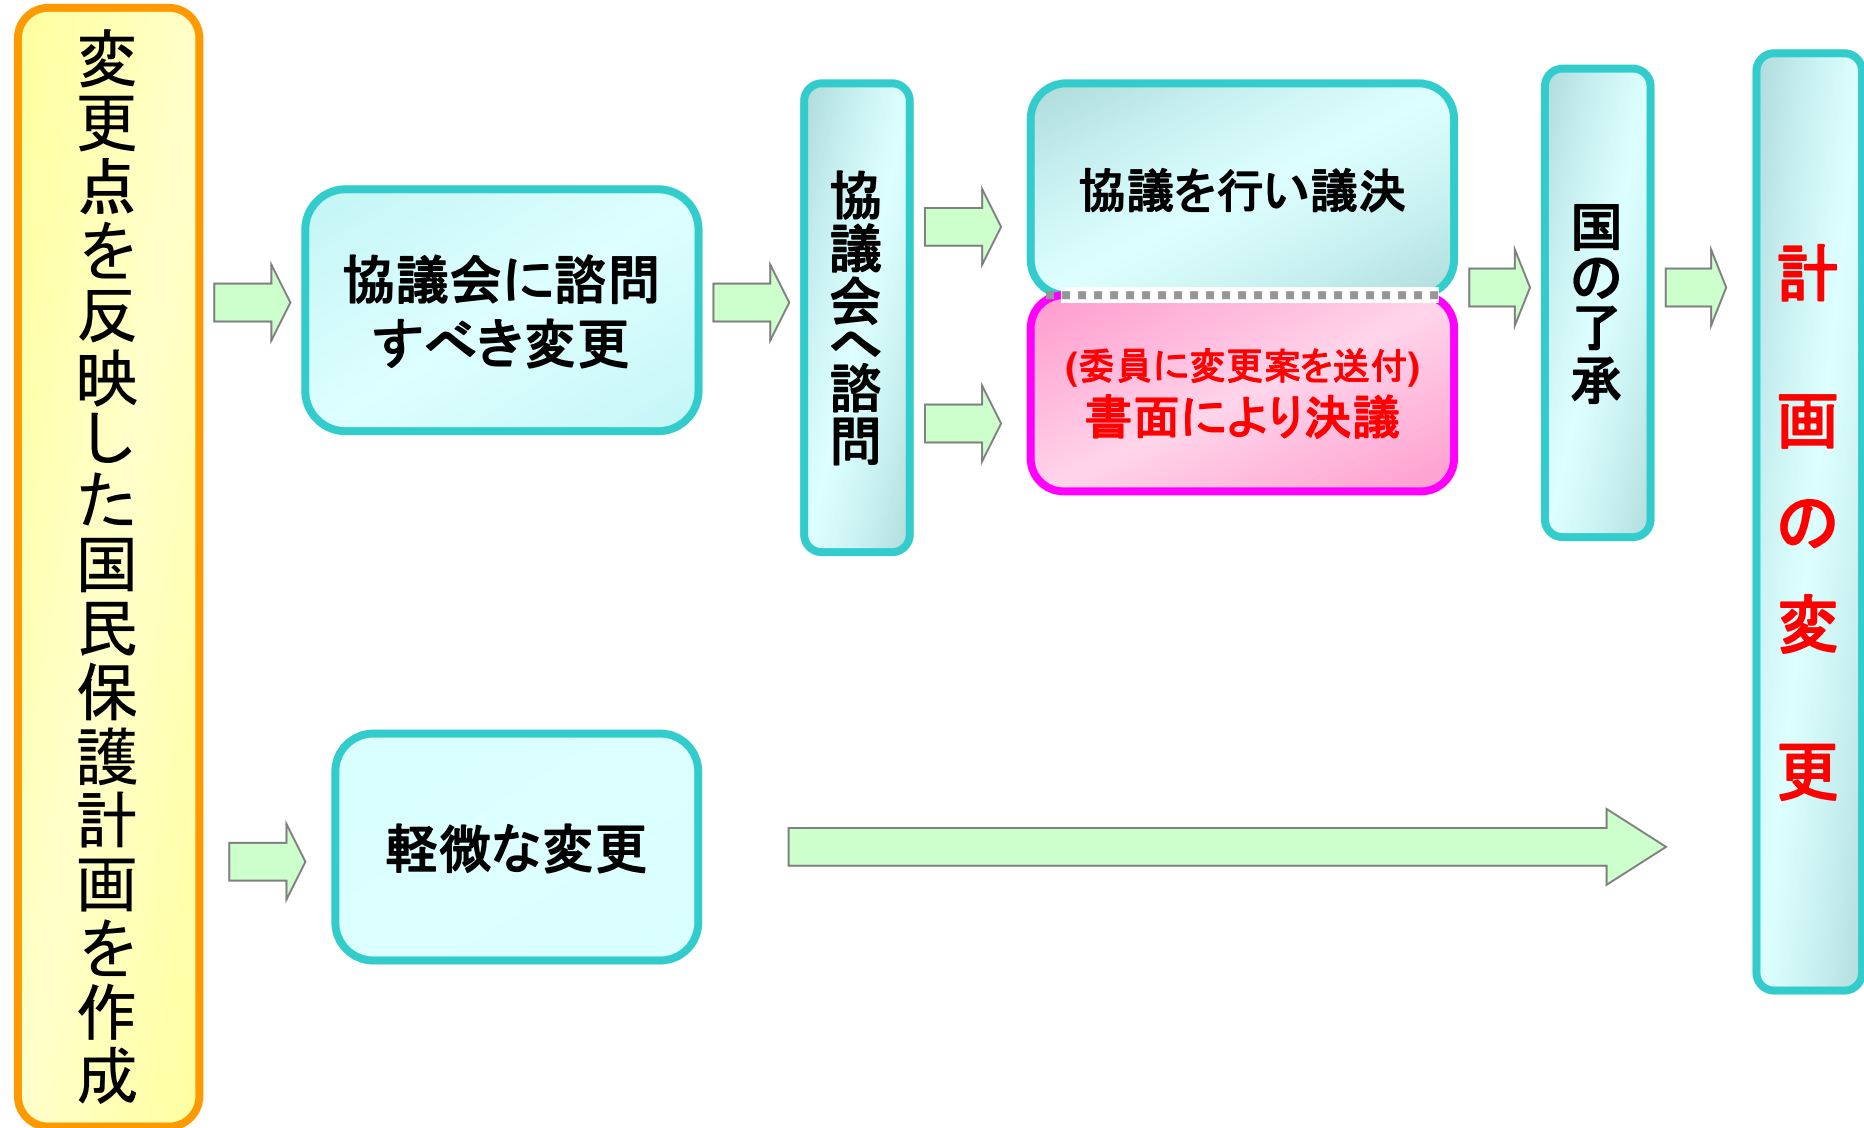 変更点を反映した国民保護計画を作成
協議会に諮問
すべき変更
協議会へ諮問
協議を行い議決
(委員に変更案を送付)
書面により決議
国の了承
計画の変更
軽微な変更